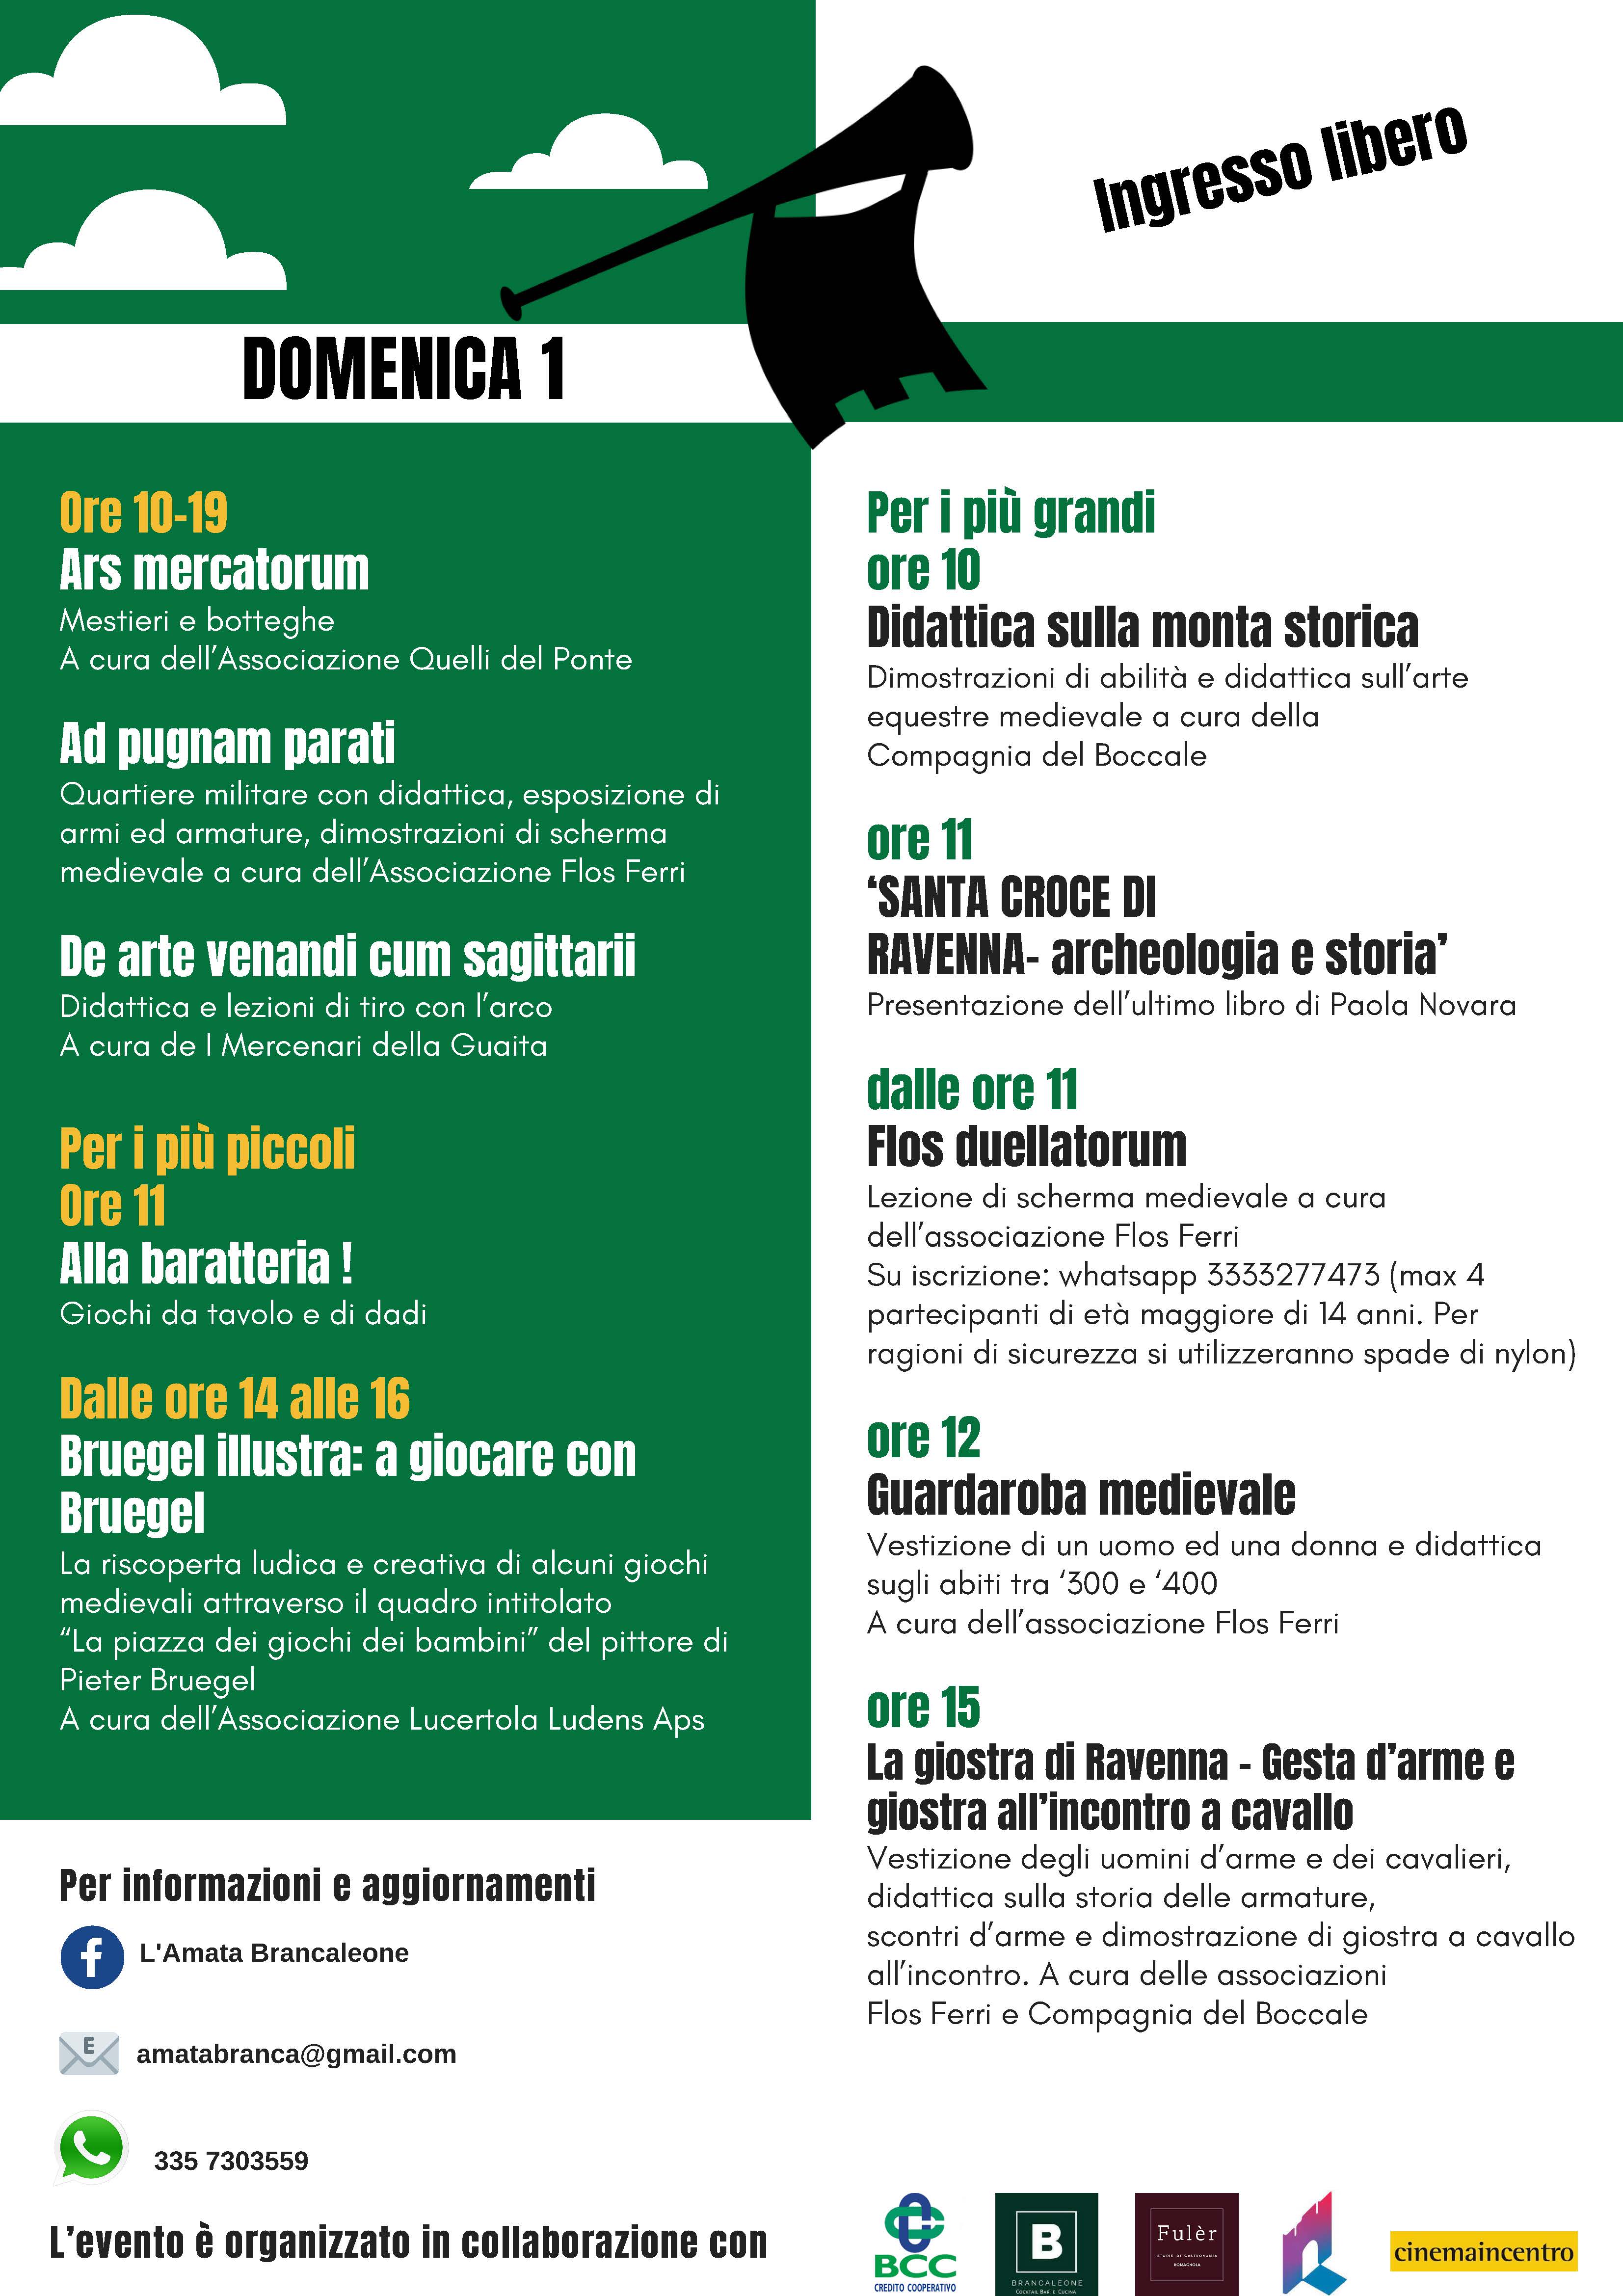 Ingresso libero
DOMENICA 1
Ore 10-19
Ars mercatorum
Mestieri e botteghe
A cura dell’Associazione Quelli del Ponte
Ad pugnam parati
Quartiere militare con didattica, esposizione di
armi ed armature, dimostrazioni di scherma
medievale a cura dell’Associazione Flos Ferri
De arte venandi cum sagittarii
Didattica e lezioni di tiro con l’arco
A cura de I Mercenari della Guaita
Per i più piccoli
Ore 11
Alla baratteria !
Giochi da tavolo e di dadi
Dalle ore 14 alle 16
Bruegel illustra: a giocare con
Bruegel
La riscoperta ludica e creativa di alcuni giochi
medievali attraverso il quadro intitolato
“La piazza dei giochi dei bambini” del pittore di
Pieter Bruegel
A cura dell’Associazione Lucertola Ludens Aps
Per i più grandi
ore 10
Didattica sulla monta storica
Dimostrazioni di abilità e didattica sull’arte
equestre medievale a cura della
Compagnia del Boccale
ore 11
‘SANTA CROCE DI
RAVENNA- archeologia e storia’
Presentazione dell’ultimo libro di Paola Novara
dalle ore 11
Flos duellatorum
Lezione di scherma medievale a cura
dell’associazione Flos Ferri
Su iscrizione: whatsapp 3333277473 (max 4
partecipanti di età maggiore di 14 anni. Per
ragioni di sicurezza si utilizzeranno spade di nylon)
ore 12
Guardaroba medievale
Vestizione di un uomo ed una donna e didattica
sugli abiti tra ‘300 e ‘400
A cura dell’associazione Flos Ferri
ore 15
La giostra di Ravenna - Gesta d’arme e
giostra all’incontro a cavallo
Vestizione degli uomini d’arme e dei cavalieri,
didattica sulla storia delle armature,
scontri d’arme e dimostrazione di giostra a cavallo
all’incontro. A cura delle associazioni
Flos Ferri e Compagnia del Boccale
Per informazioni e aggiornamenti
f
L'Amata Brancaleone
E
amatabranca@gmail.com
335 7303559
L’evento è organizzato in collaborazione con
BCC
CREDITO COOPERATIVO
B
BRANCALEONE
COCKTAIL BAR E CUCINA
Fulèr
STORIE DI GASTRONOMIA
ROMAGNOLA
cinemaincentro